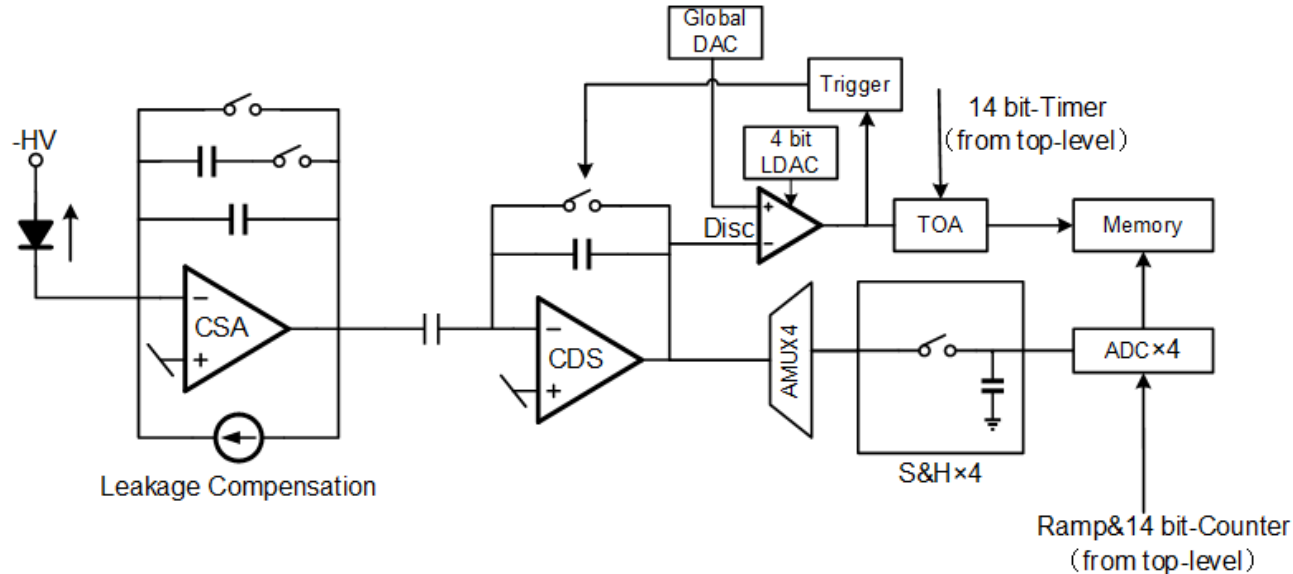 Global
DAC
Trigger
14 bit-Timer
（from top-level）
-HV
4 bit
LDAC
+
Disc
−
TOA
Memory
−
CSA
+
−
CDS
+
AMUX4
ADC×4
S&H×4
Leakage Compensation
Ramp&14 bit-Counter
（from top-level）